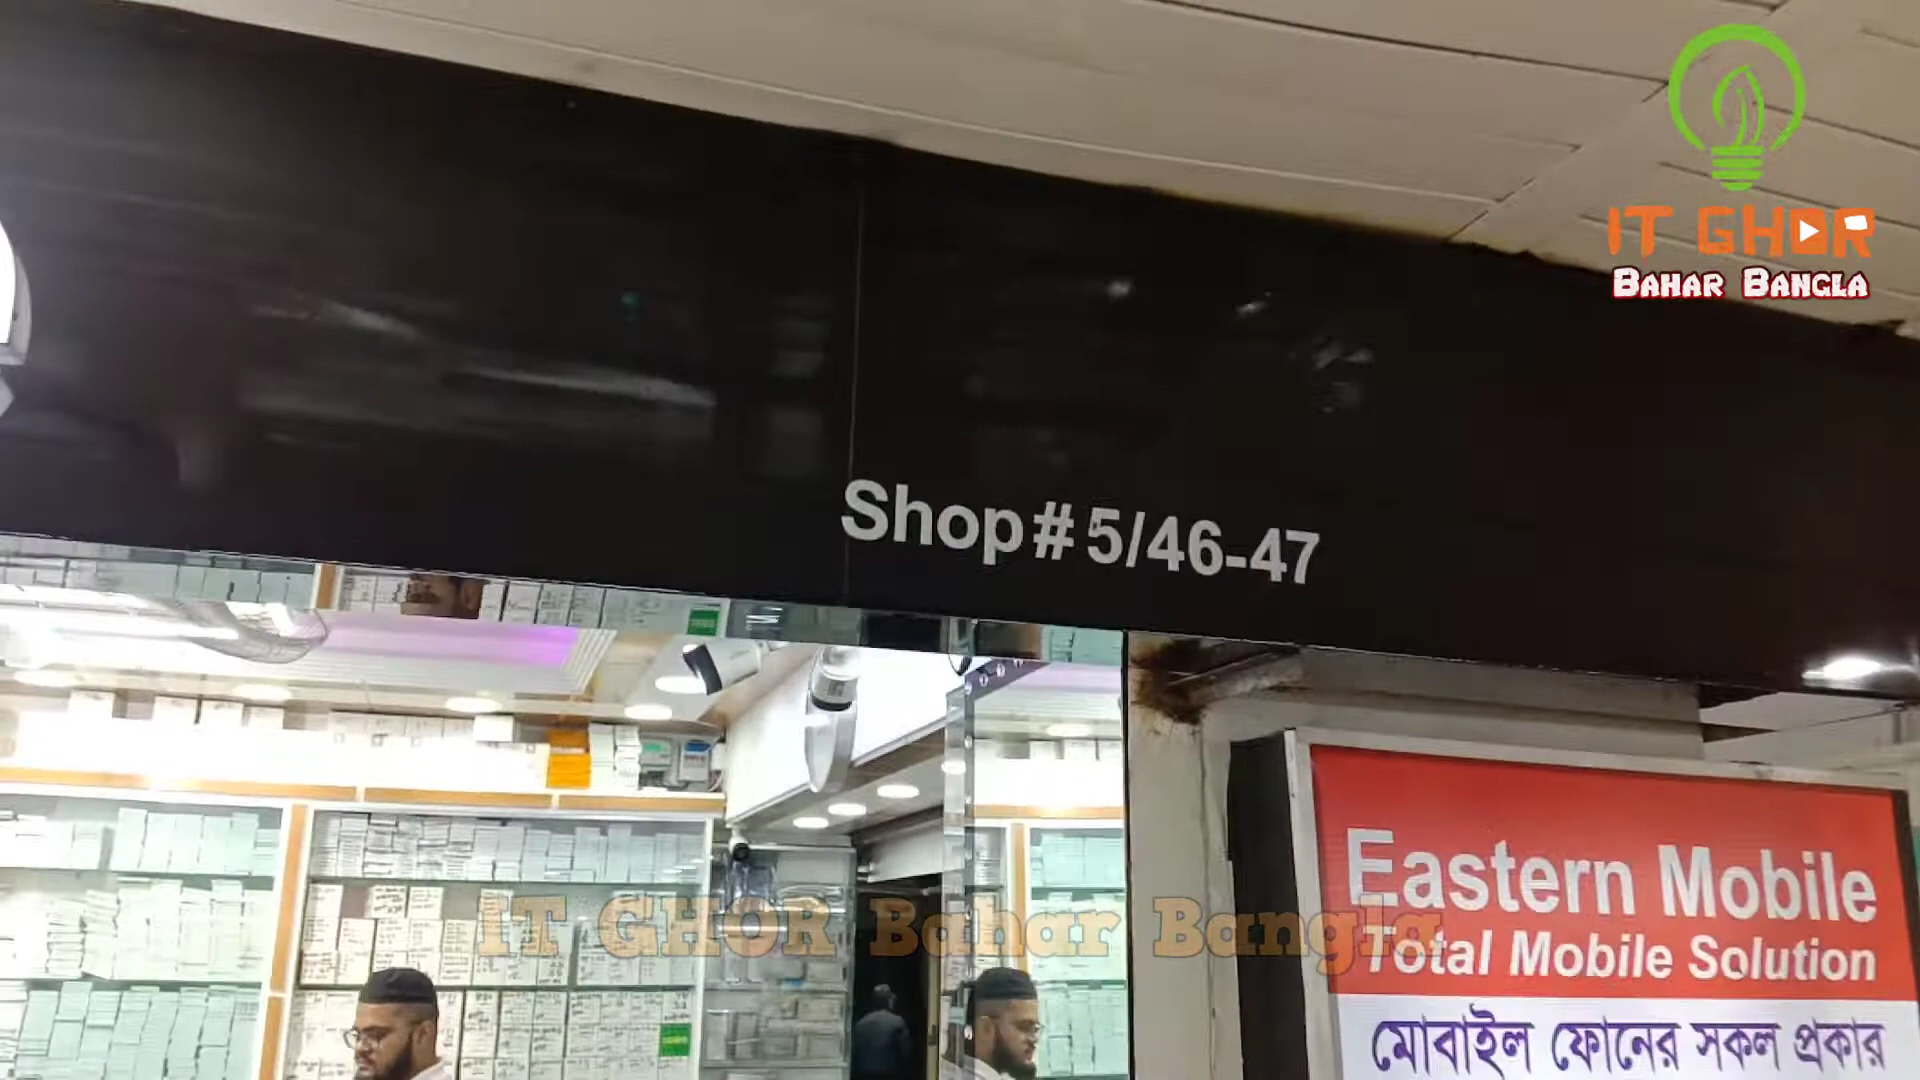 IT GHOR
BAHAR BANGLA
Shop# 5/46-47
Eastern Mobile
Total Mobile Solution
মোবাইল ফোনের সকল প্রকার
IT GHOR Bahar Bangla